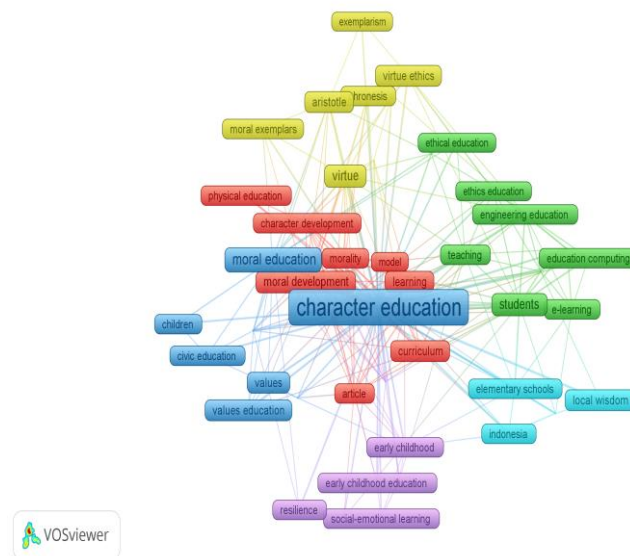 exemplarism
virtue ethics
hronesis
aristotle
moral exemplars
ethical education
virtue
physical education
ethics education
engineering education
character development
teaching
moral education
morality
model
education computing
moral development
learning
character education
students
e-learning
children
civic education
curriculum
values
article
elementary schools
local wisdom
values education
indonesia
early childhood
early childhood education
resilience
social-emotional learning
VOSviewer